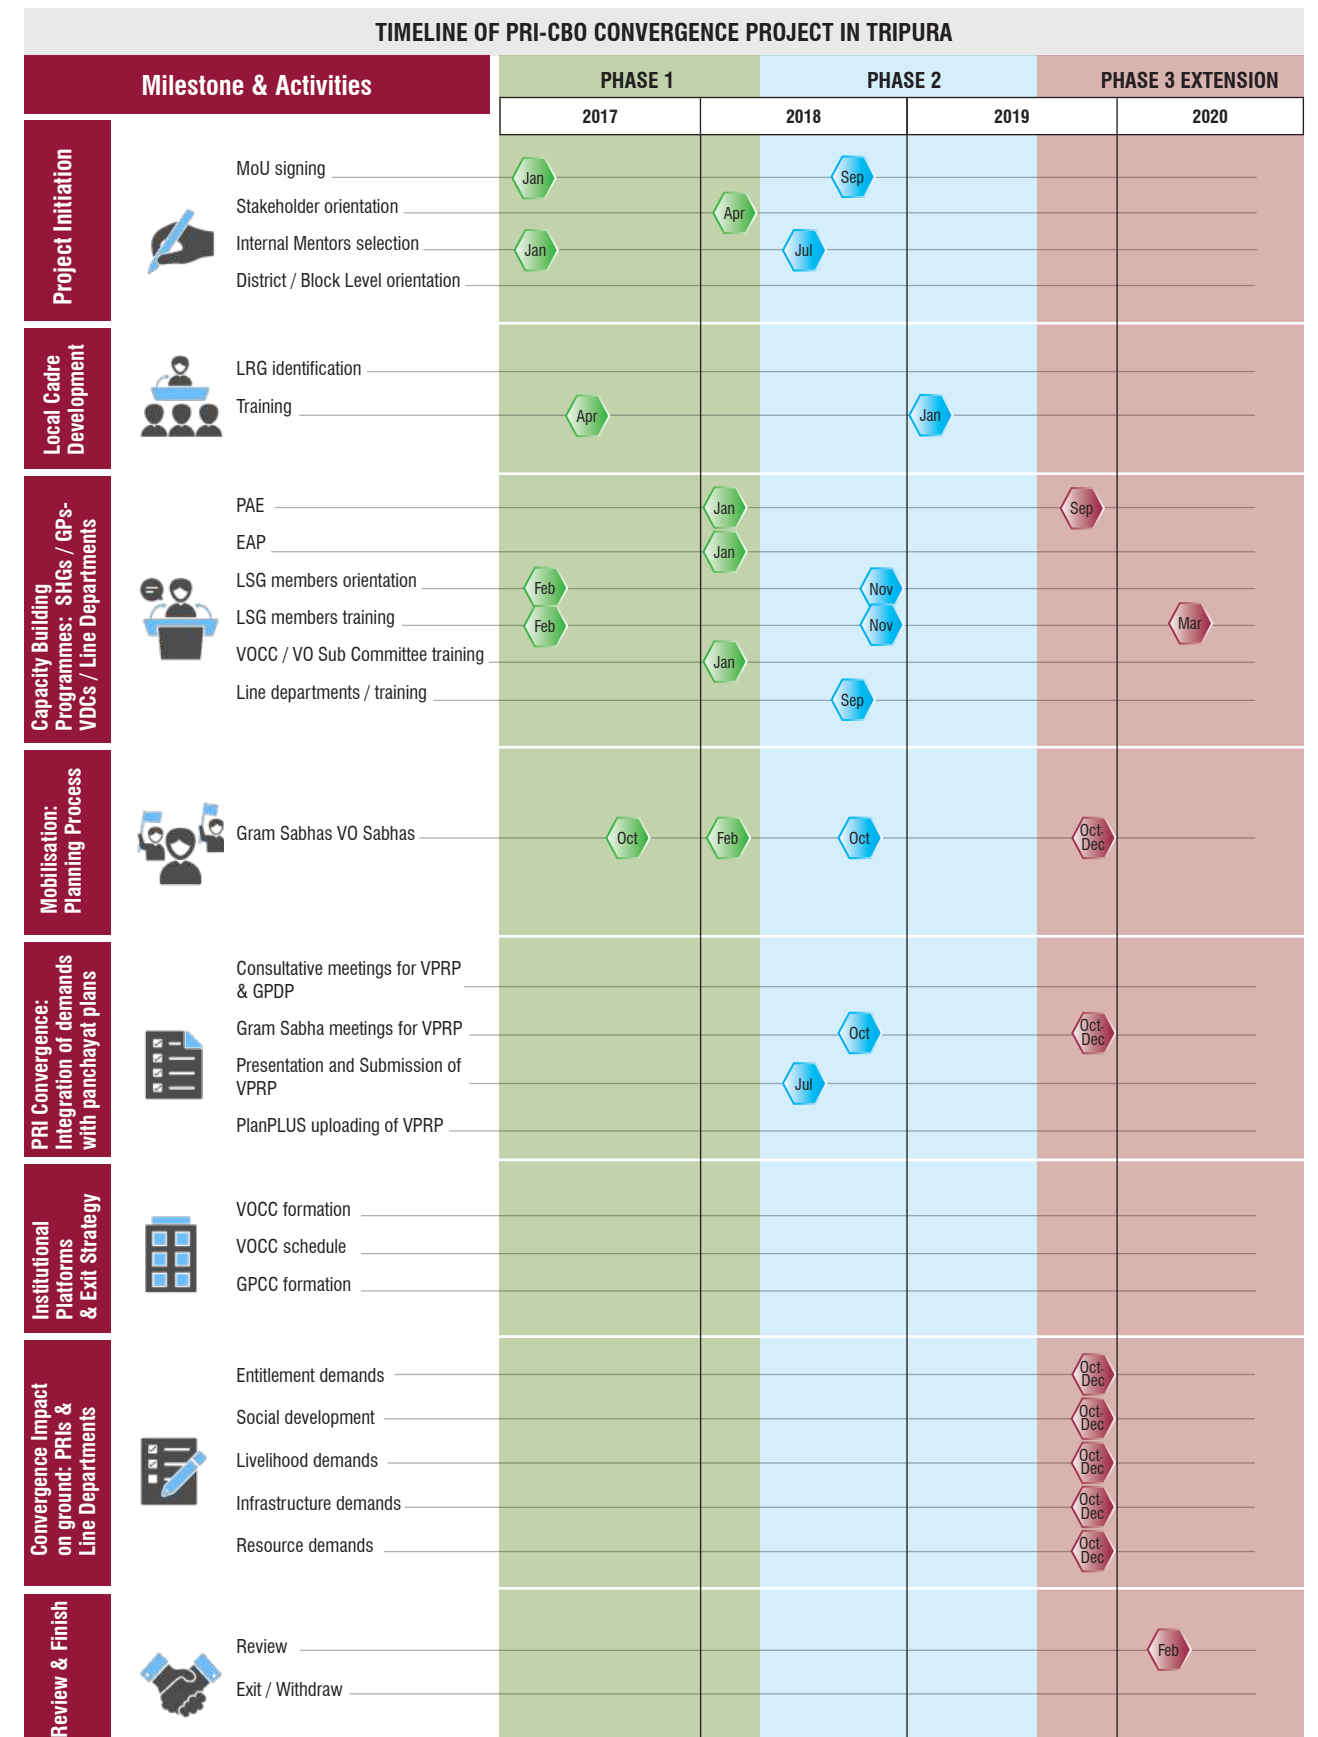 TIMELINE OF PRI-CBO CONVERGENCE PROJECT IN TRIPURA
Milestone & Activities
PHASE 1
PHASE 2
PHASE 3 EXTENSION
2017
2018
2019
2020
Project Initiation
MoU signing
Jan
Sep
Stakeholder orientation
Apr
Internal Mentors selection
Jan
Jul
District / Block Level orientation
Local Cadre
Development
LRG identification
Training
Apr
Jan
Capacity Building
Programmes: SHGs / GPs-
VDCs / Line Departments
PAE
Jan
Sep
EAP
Jan
LSG members orientation
Feb
Nov
LSG members training
Feb
Nov
Mar
VOCC / VO Sub Committee training
Jan
Line departments / training
Sep
Mobilisation:
Planning Process
Gram Sabhas VO Sabhas
Oct
Feb
Oct
Oct-
Dec
PRI Convergence:
Integration of demands
with panchayat plans
Consultative meetings for VPRP
& GPDP
Gram Sabha meetings for VPRP
Oct
Oct-
Dec
Presentation and Submission of
VPRP
Jul
PlanPLUS uploading of VPRP
Institutional
Platforms
& Exit Strategy
VOCC formation
VOCC schedule
GPCC formation
Convergence Impact
on ground: PRIs &
Line Departments
Entitlement demands
Oct-
Dec
Social development
Oct-
Dec
Livelihood demands
Oct-
Dec
Infrastructure demands
Oct-
Dec
Resource demands
Oct-
Dec
Review & Finish
Review
Feb
Exit / Withdraw